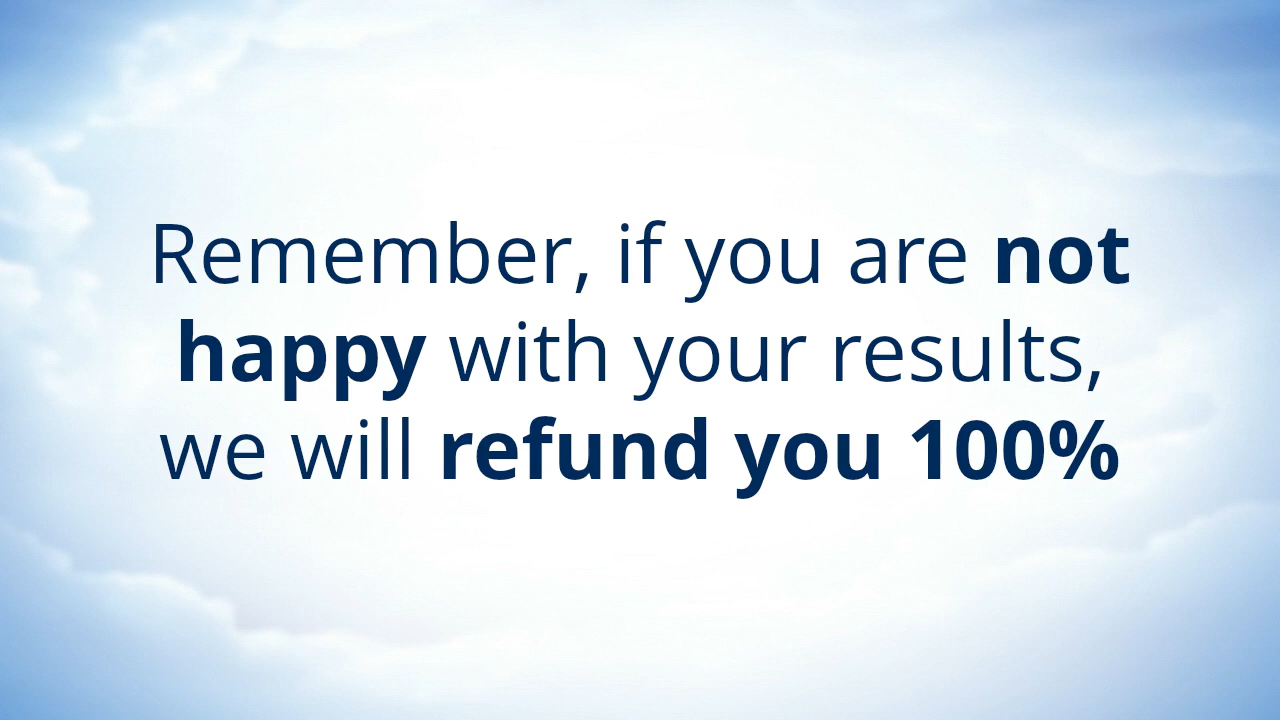 Remember, if you are not
happy with your results,
we will refund you 100%